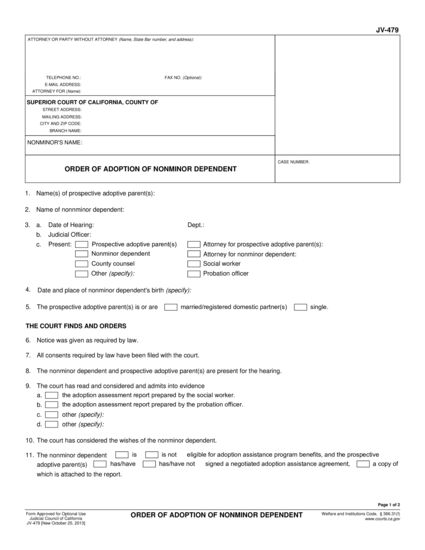 JV-479
ATTORNEY OR PARTY WITHOUT ATTORNEY (Name, State Bar number, and address):
TELEPHONE NO.: FAX NO. (Optional):
E-MAIL ADDRESS:
ATTORNEY FOR (Name):
SUPERIOR COURT OF CALIFORNIA, COUNTY OF
STREET ADDRESS:
MAILING ADDRESS:
CITY AND ZIP CODE:
BRANCH NAME:
NONMINOR'S NAME:
ORDER OF ADOPTION OF NONMINOR DEPENDENT
CASE NUMBER:
1. Name(s) of prospective adoptive parent(s):
2. Name of nonnminor dependent:
3. a. Date of Hearing: Dept.:
b. Judicial Officer:
c. Present: Prospective adoptive parent(s) Attorney for prospective adoptive parent(s):
Nonminor dependent Attorney for nonminor dependent:
County counsel Social worker
Other (specify): Probation officer
4. Date and place of nonminor dependent's birth (specify):
5. The prospective adoptive parent(s) is or are married/registered domestic partner(s) single.
THE COURT FINDS AND ORDERS
6. Notice was given as required by law.
7. All consents required by law have been filed with the court.
8. The nonminor dependent and prospective adoptive parent(s) are present for the hearing.
9. The court has read and considered and admits into evidence
a. the adoption assessment report prepared by the social worker.
b. the adoption assessment report prepared by the probation officer.
c. other (specify):
d. other (specify):
10. The court has considered the wishes of the nonminor dependent.
11. The nonminor dependent is is not eligible for adoption assistance program benefits, and the prospective
adoptive parent(s) has/have has/have not signed a negotiated adoption assistance agreement, a copy of
which is attached to the report.
Page 1 of 2
Form Approved for Optional Use
Judicial Council of California
JV-479 [New October 25, 2013]
ORDER OF ADOPTION OF NONMINOR DEPENDENT
Welfare and Institutions Code, § 366.31(f)
www.courts.ca.gov